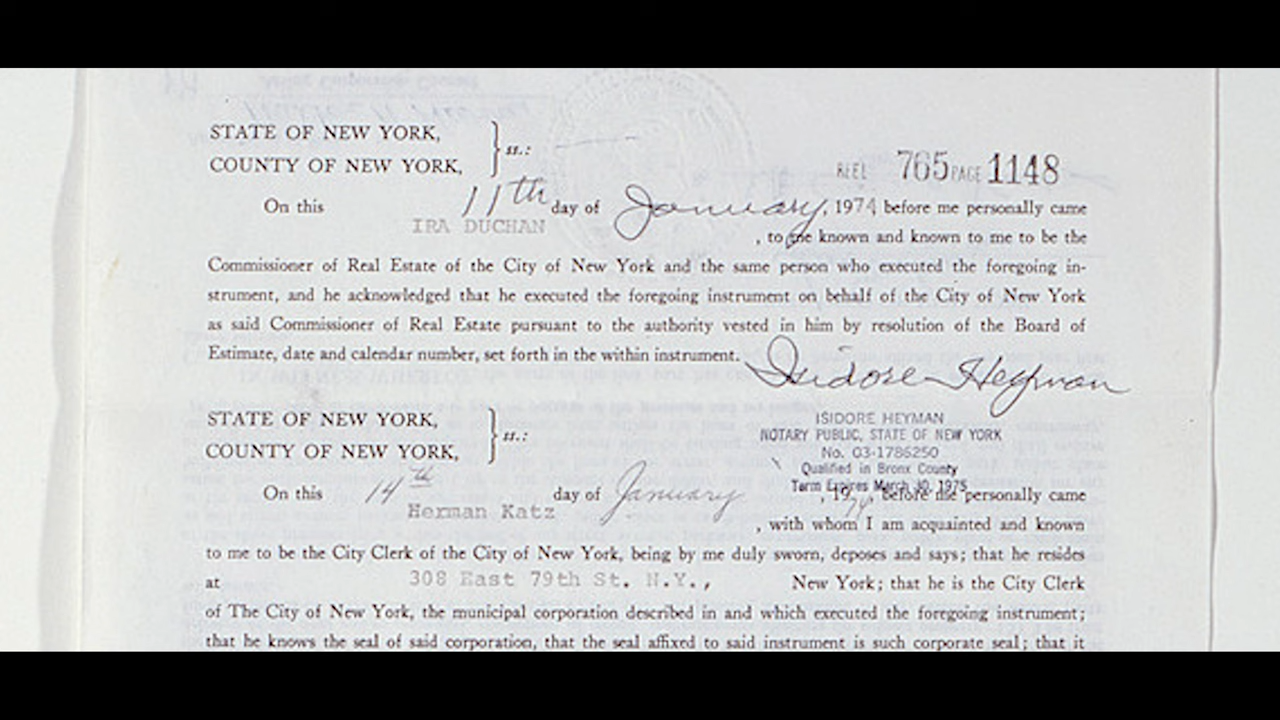 STATE OF NEW YORK,
COUNTY OF NEW YORK,
ss.:
REEL 765 PAGE 1148
On this 11th day of January, 1974 before me personally came
IRA DUCHAN
, to me known and known to me to be the
Commissioner of Real Estate of the City of New York and the same person who executed the foregoing in-
strument, and he acknowledged that he executed the foregoing instrument on behalf of the City of New York
as said Commissioner of Real Estate pursuant to the authority vested in him by resolution of the Board of
Estimate, date and calendar number, set forth in the within instrument.
Isidore Heyman
STATE OF NEW YORK,
COUNTY OF NEW YORK,
ss.:
ISIDORE HEYMAN
NOTARY PUBLIC, STATE OF NEW YORK
No. 03-1786250
Qualified in Bronx County
Term Expires March 30, 1975
On this 14th day of January, 1974 before me personally came
Herman Katz
, with whom I am acquainted and known
to me to be the City Clerk of the City of New York, being by me duly sworn, deposes and says; that he resides
at 308 East 79th St. N.Y., New York; that he is the City Clerk
of The City of New York, the municipal corporation described in and which executed the foregoing instrument;
that he knows the seal of said corporation, that the seal affixed to said instrument is such corporate seal; that it